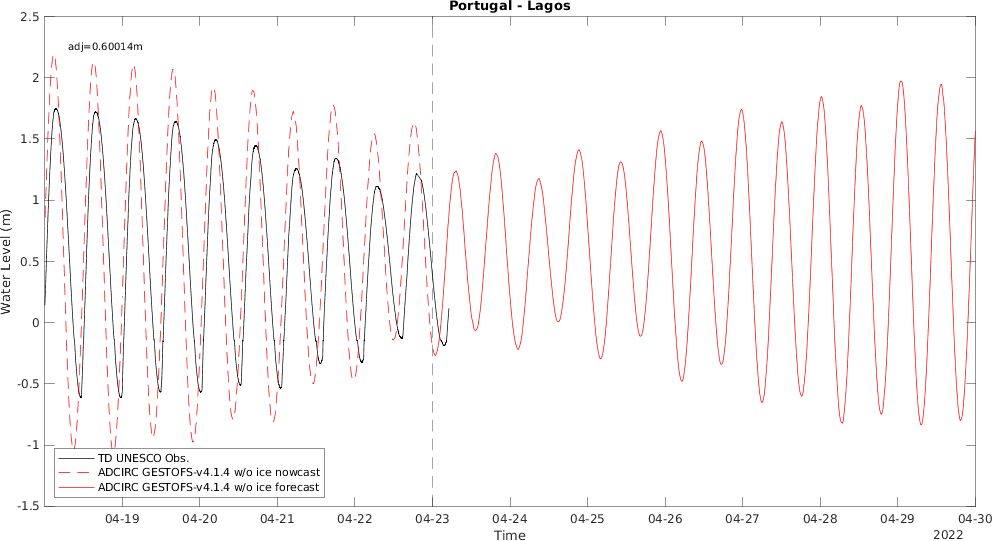 Portugal - Lagos
adj=0.60014m
2.5
2
1.5
1
0.5
0
-0.5
-1
-1.5
Water Level (m)
TD UNESCO Obs.
ADCIRC GESTOFS-v4.1.4 w/o ice nowcast
ADCIRC GESTOFS-v4.1.4 w/o ice forecast
04-19 04-20 04-21 04-22 04-23 04-24 04-25 04-26 04-27 04-28 04-29 04-30
Time
2022